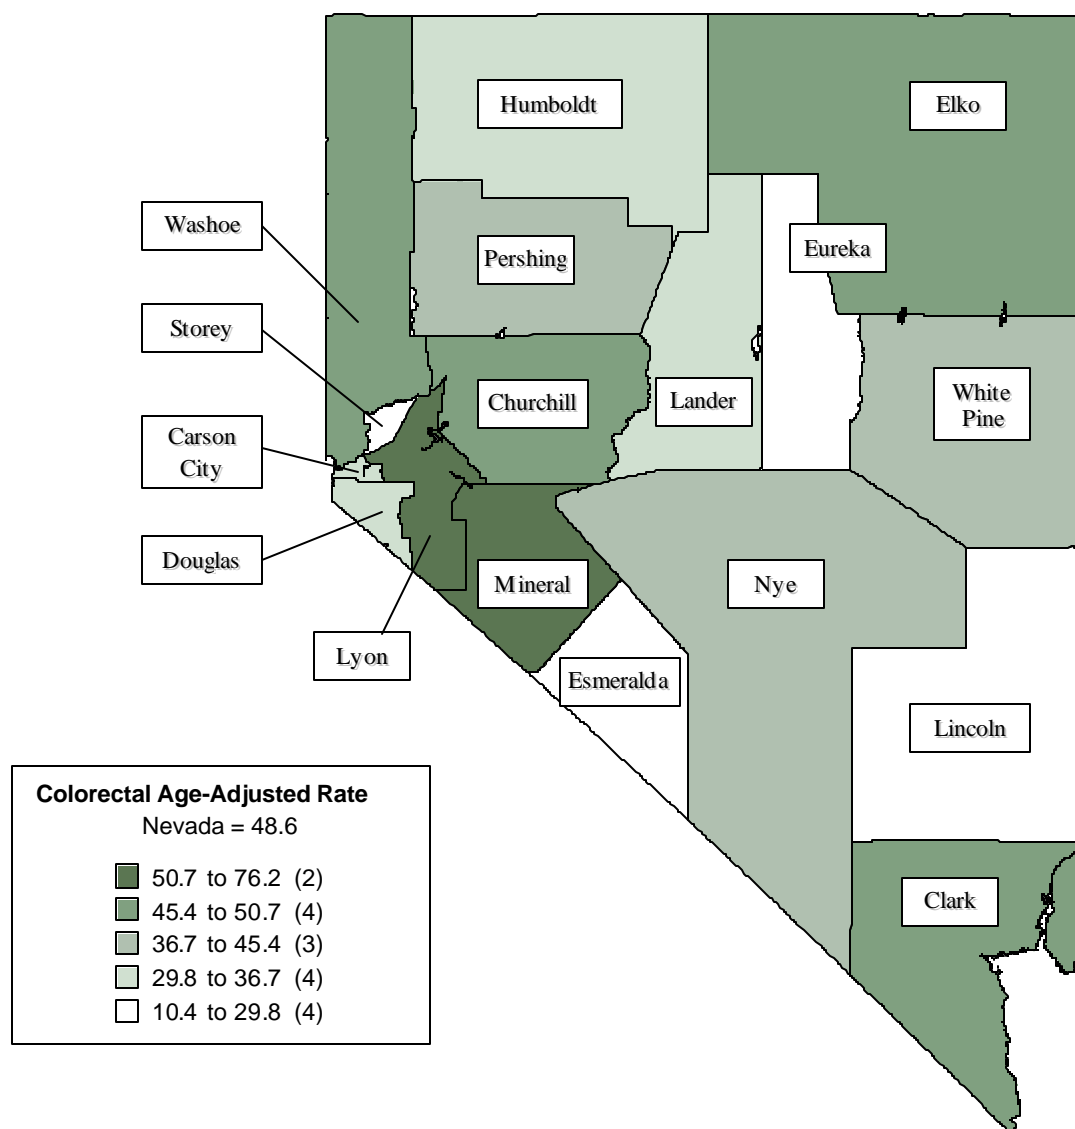 Humboldt
Elko
Washoe
Eureka
Pershing
Storey
Churchill
Lander
White
Pine
Carson
City
Douglas
Mineral
Nye
Lyon
Esmeralda
Lincoln
Colorectal Age-Adjusted Rate
Nevada = 48.6
50.7 to 76.2 (2)
45.4 to 50.7 (4)
36.7 to 45.4 (3)
29.8 to 36.7 (4)
10.4 to 29.8 (4)
Clark